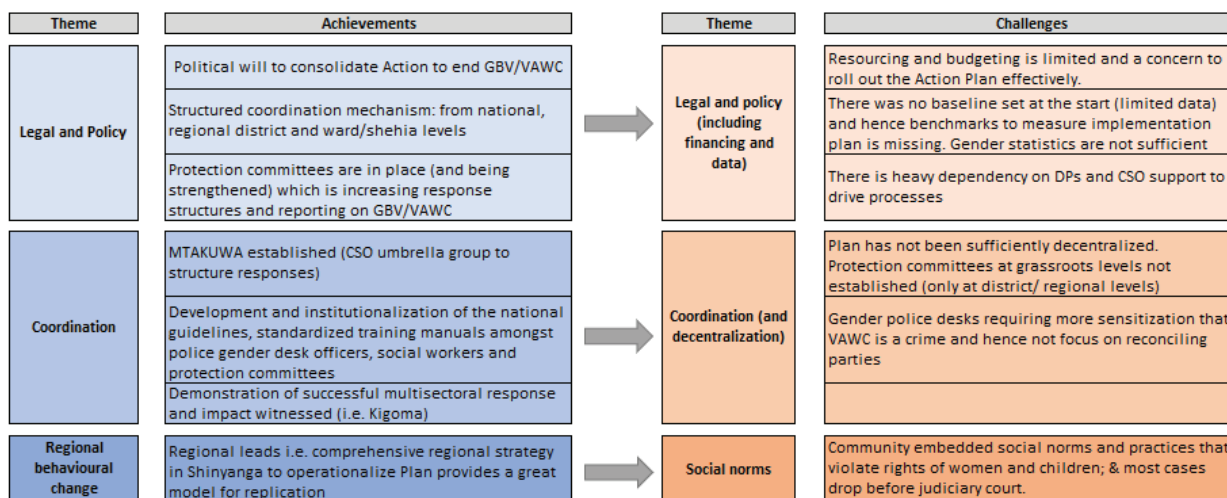 Theme
Achievements
Theme
Challenges
Legal and Policy
Political will to consolidate Action to end GBV/VAWC
Structured coordination mechanism: from national,
regional district and ward/shehia levels
Protection committees are in place (and being
strengthened) which is increasing response
structures and reporting on GBV/VAWC
Legal and policy
(including
financing and
data)
Resourcing and budgeting is limited and a concern to
roll out the Action Plan effectively.
There was no baseline set at the start (limited data)
and hence benchmarks to measure implementation
plan is missing. Gender statistics are not sufficient
There is heavy dependency on DPs and CSO support to
drive processes
Coordination
MTAKUWA established (CSO umbrella group to
structure responses)
Development and institutionalization of the national
guidelines, standardized training manuals amongst
police gender desk officers, social workers and
protection committees
Demonstration of successful multisectoral response
and impact witnessed (i.e. Kigoma)
Coordination (and
decentralization)
Plan has not been sufficiently decentralized.
Protection committees at grassroots levels not
established (only at district/ regional levels)
Gender police desks requiring more sensitization that
VAWC is a crime and hence not focus on reconciling
parties
Regional
behavioural
change
Regional leads i.e. comprehensive regional strategy
in Shinyanga to operationalize Plan provides a great
model for replication
Social norms
Community embedded social norms and practices that
violate rights of women and children; & most cases
drop before judiciary court.